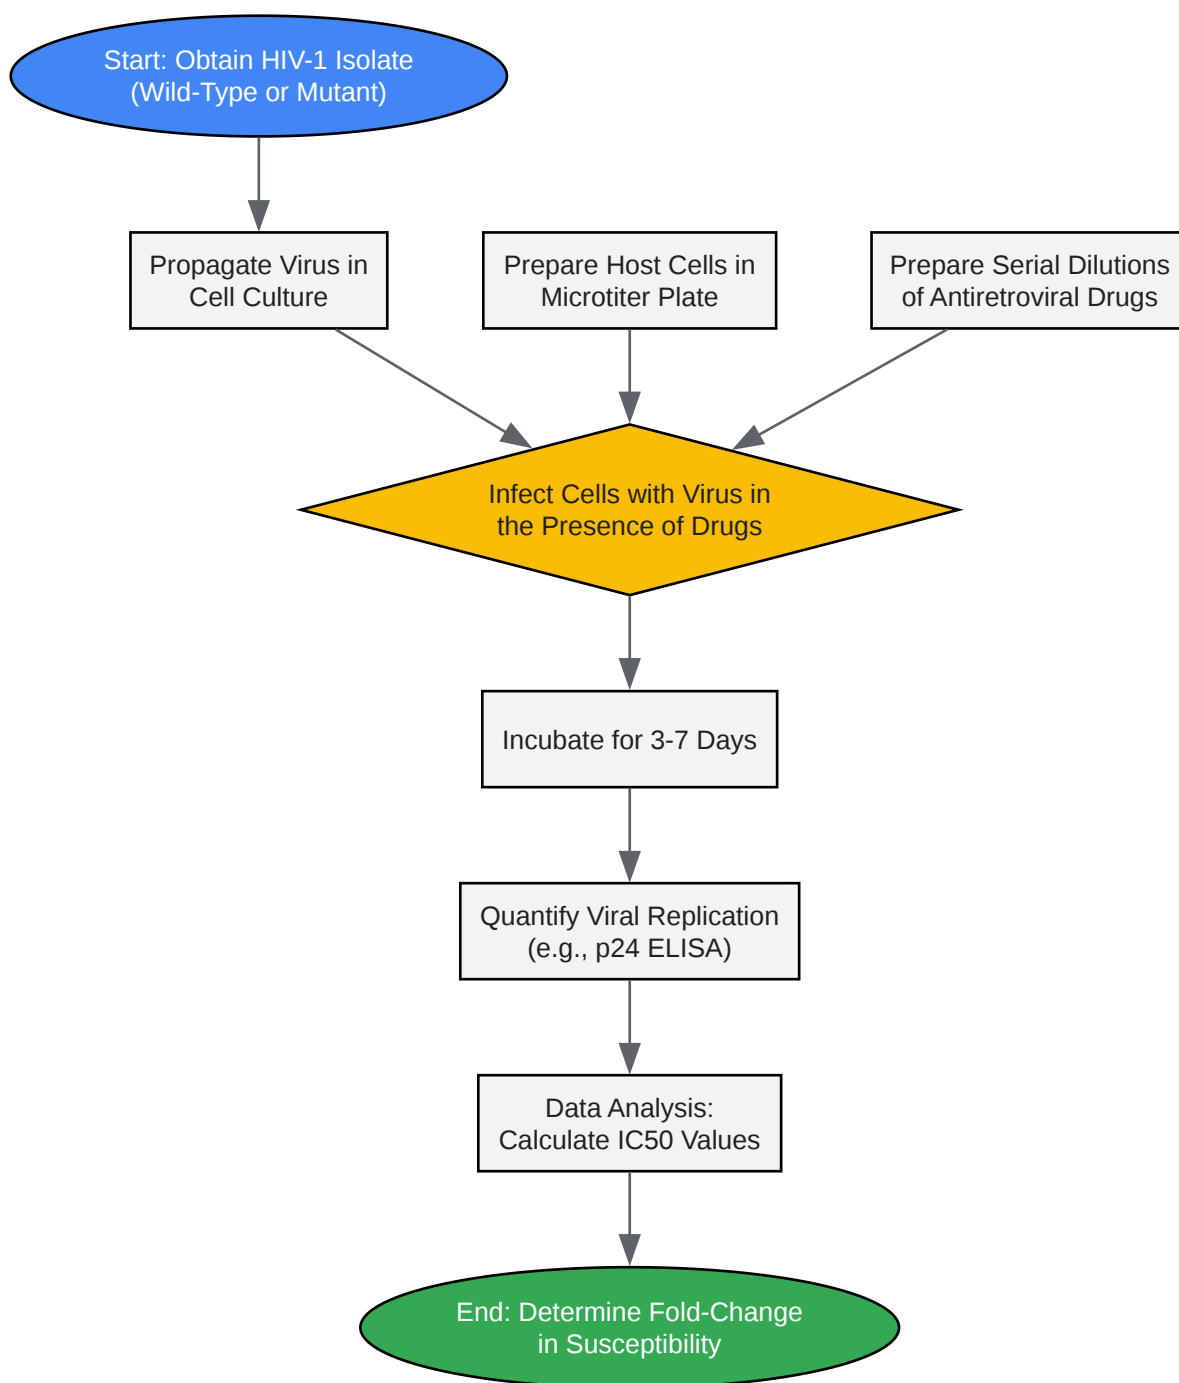 Start: Obtain HIV-1 Isolate
(Wild-Type or Mutant)
Propagate Virus in
Cell Culture
Prepare Host Cells in
Microtiter Plate
Prepare Serial Dilutions
of Antiretroviral Drugs
Infect Cells with Virus in
the Presence of Drugs
Incubate for 3-7 Days
Quantify Viral Replication
(e.g., p24 ELISA)
Data Analysis:
Calculate IC50 Values
End: Determine Fold-Change
in Susceptibility